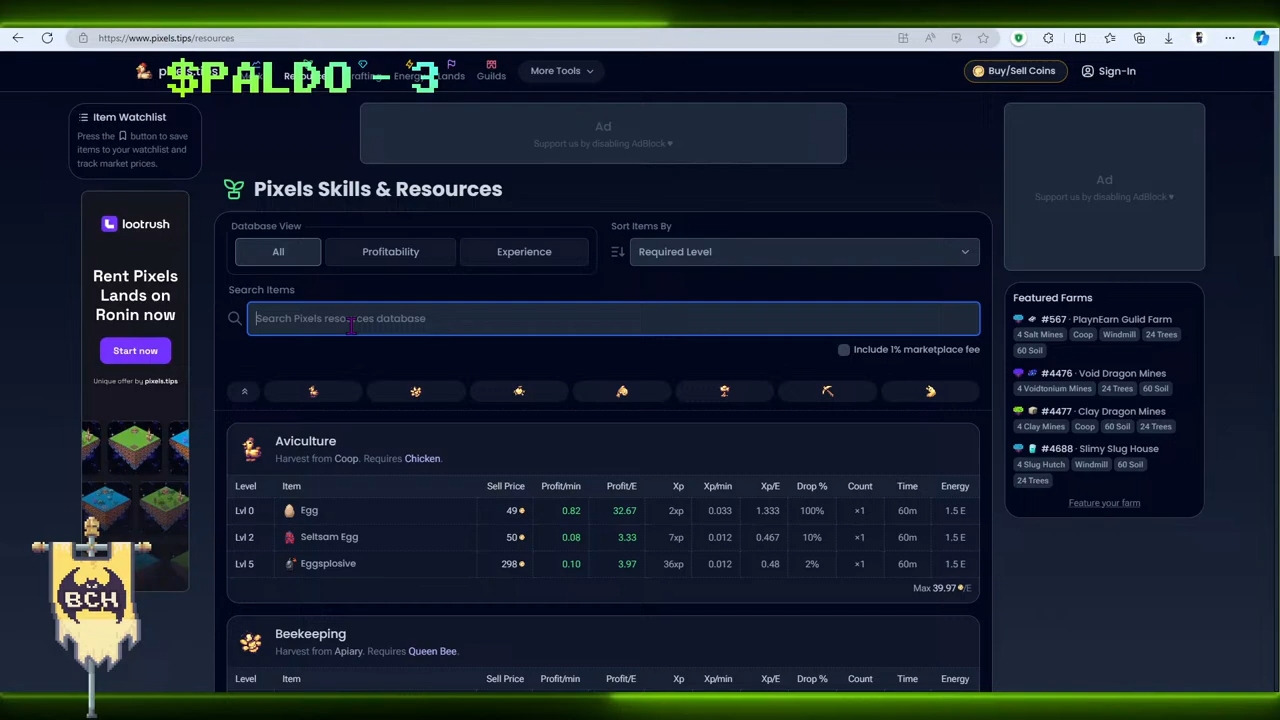 https://www.pixels.tips/resources
$PALDO - 3
Energy
Guilds
More Tools
Buy/Sell Coins
Sign-In
Item Watchlist
Press the button to save
items to your watchlist and
track market prices.
Ad
Support us by disabling AdBlock ♥
Ad
Support us by disabling AdBlock ♥
lootrush
Rent Pixels
Lands on
Ronin now
Start now
Unique offer by pixels.tips
Pixels Skills & Resources
Database View
All
Profitability
Experience
Sort Items By
Required Level
Search Items
Search Pixels resources database
Include 1% marketplace fee
Aviculture
Harvest from Coop. Requires Chicken.
Level Item Sell Price Profit/min Profit/E Xp Xp/min Xp/E Drop % Count Time Energy
Lvl 0 Egg 49 0.82 32.67 2xp 0.033 1.333 100% ×1 60m 1.5 E
Lvl 2 Seltsam Egg 50 0.08 3.33 7xp 0.012 0.467 10% ×1 60m 1.5 E
Lvl 5 Eggsplosive 298 0.10 3.97 36xp 0.012 0.48 2% ×1 60m 1.5 E
Max 39.97 /E
Beekeeping
Harvest from Apiary. Requires Queen Bee.
Level Item Sell Price Profit/min Profit/E Xp Xp/min Xp/E Drop % Count Time Energy
Featured Farms
#567 · PlaynEarn Guild Farm
4 Salt Mines Coop Windmill 24 Trees
60 Soil
#4476 · Void Dragon Mines
4 Voidtonium Mines 24 Trees 60 Soil
#4477 · Clay Dragon Mines
4 Clay Mines Coop 60 Soil 24 Trees
#4688 · Slimy Slug House
4 Slug Hutch Windmill 60 Soil
24 Trees
Feature your farm
BCH